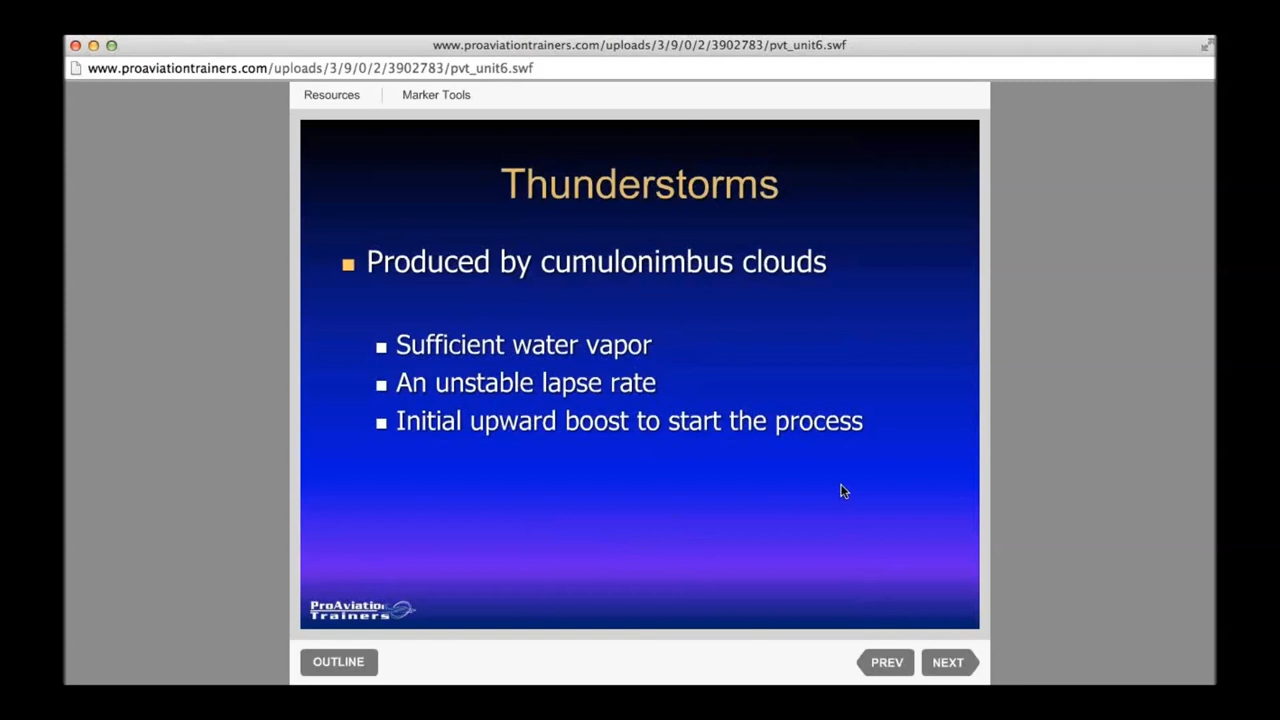 www.proaviationtrainers.com/uploads/3/9/0/2/3902783/pvt_unit6.swf
www.proaviationtrainers.com/uploads/3/9/0/2/3902783/pvt_unit6.swf
Resources
Marker Tools
Thunderstorms
Produced by cumulonimbus clouds
Sufficient water vapor
An unstable lapse rate
Initial upward boost to start the process
ProAviation
Trainers
OUTLINE
PREV
NEXT